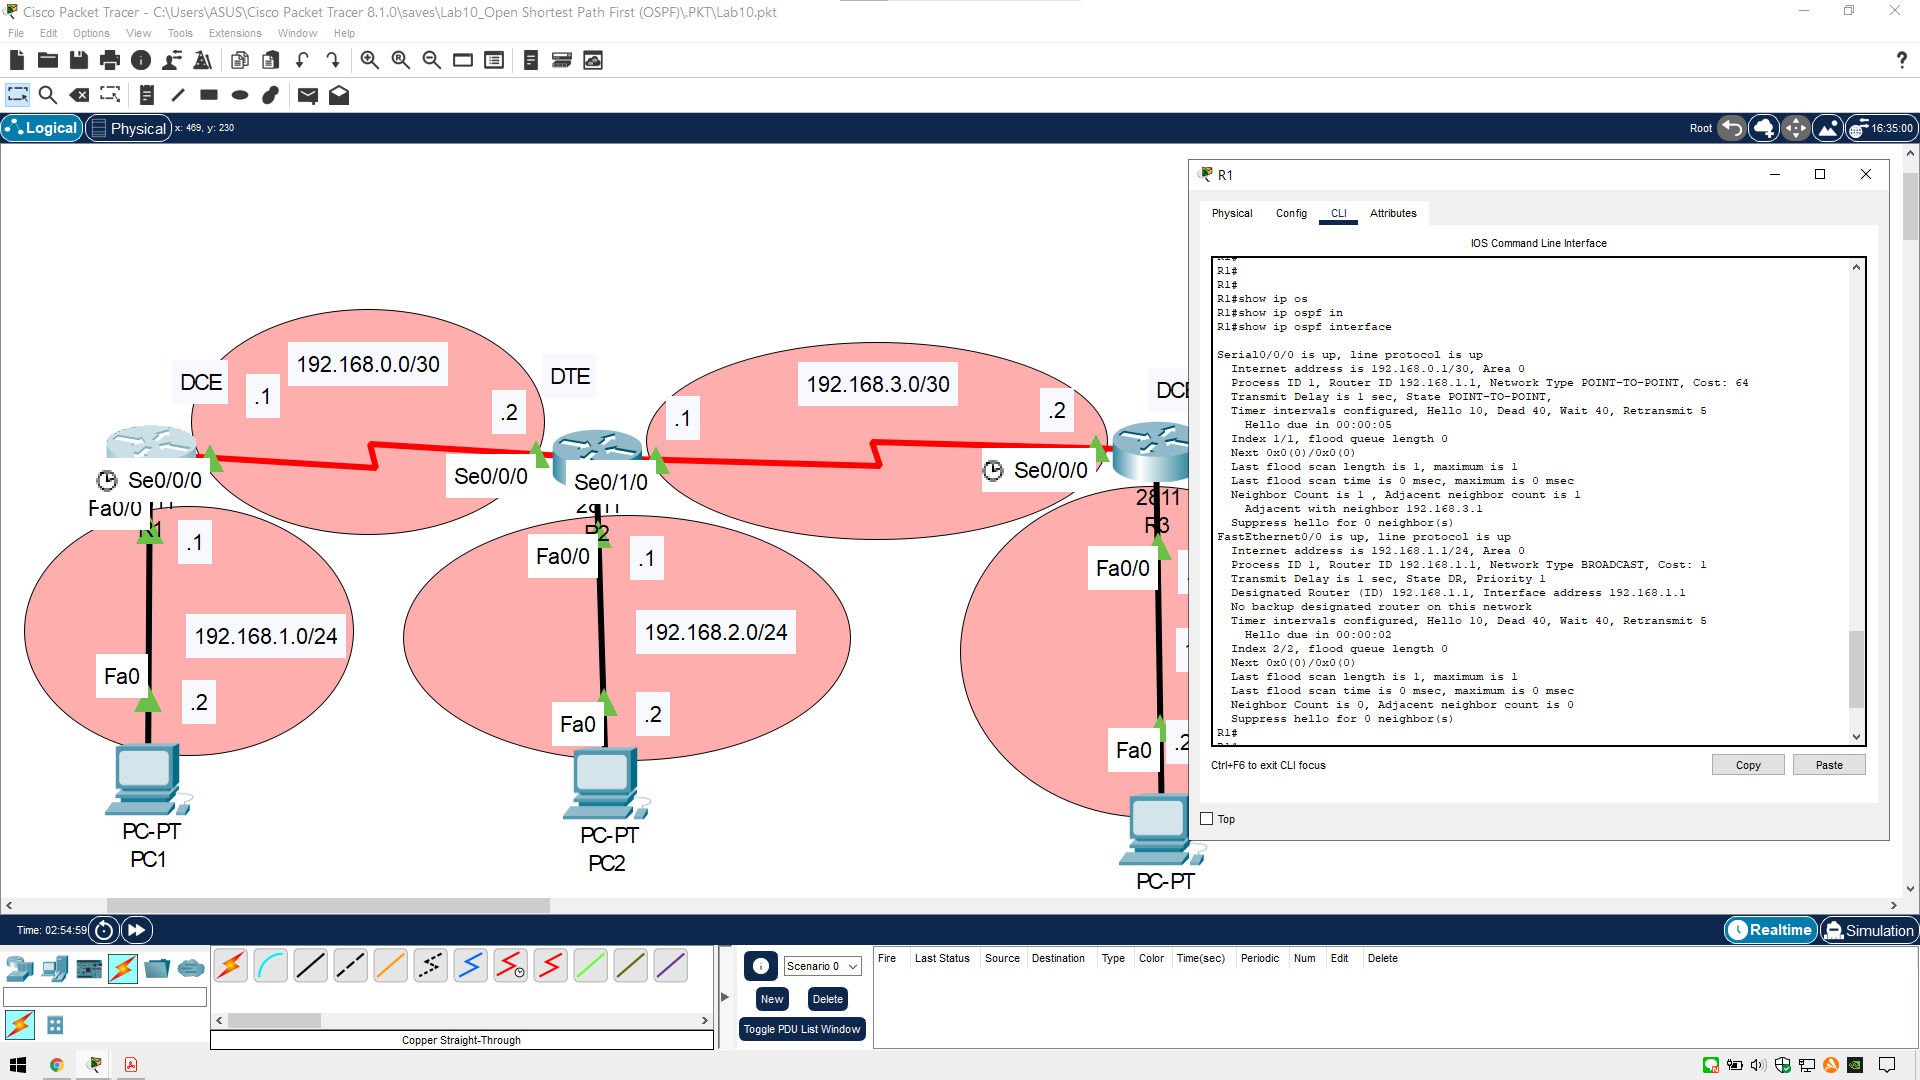 Cisco Packet Tracer - C:\Users\ASUS\Cisco Packet Tracer 8.1.0\saves\Lab10_Open Shortest Path First (OSPF)\.PKT\Lab10.pkt
File Edit Options View Tools Extensions Window Help
Logical Physical x: 469, y: 230 Root 16:35:00
192.168.0.0/30
DCE
.1
DTE
.2
192.168.3.0/30
.1
.2
DCE
Se0/0/0
Fa0/0
R1
Se0/0/0
Se0/1/0
2811
R2
Se0/0/0
2811
R3
.1
Fa0/0
.1
Fa0/0
192.168.1.0/24
192.168.2.0/24
Fa0
.2
Fa0
.2
Fa0
.2
PC-PT
PC1
PC-PT
PC2
PC-PT
R1
Physical Config CLI Attributes
IOS Command Line Interface
R1#
R1#
R1#
R1#show ip os
R1#show ip ospf in
R1#show ip ospf interface
Serial0/0/0 is up, line protocol is up
Internet address is 192.168.0.1/30, Area 0
Process ID 1, Router ID 192.168.1.1, Network Type POINT-TO-POINT, Cost: 64
Transmit Delay is 1 sec, State POINT-TO-POINT,
Timer intervals configured, Hello 10, Dead 40, Wait 40, Retransmit 5
Hello due in 00:00:05
Index 1/1, flood queue length 0
Next 0x0(0)/0x0(0)
Last flood scan length is 1, maximum is 1
Last flood scan time is 0 msec, maximum is 0 msec
Neighbor Count is 1 , Adjacent neighbor count is 1
Adjacent with neighbor 192.168.3.1
Suppress hello for 0 neighbor(s)
FastEthernet0/0 is up, line protocol is up
Internet address is 192.168.1.1/24, Area 0
Process ID 1, Router ID 192.168.1.1, Network Type BROADCAST, Cost: 1
Transmit Delay is 1 sec, State DR, Priority 1
Designated Router (ID) 192.168.1.1, Interface address 192.168.1.1
No backup designated router on this network
Timer intervals configured, Hello 10, Dead 40, Wait 40, Retransmit 5
Hello due in 00:00:02
Index 2/2, flood queue length 0
Next 0x0(0)/0x0(0)
Last flood scan length is 1, maximum is 1
Last flood scan time is 0 msec, maximum is 0 msec
Neighbor Count is 0, Adjacent neighbor count is 0
Suppress hello for 0 neighbor(s)
R1#
R1#
Ctrl+F6 to exit CLI focus
Copy Paste
Top
Time: 02:54:59 Realtime Simulation
Scenario 0
New Delete
Toggle PDU List Window
Fire Last Status Source Destination Type Color Time(sec) Periodic Num Edit Delete
Copper Straight-Through